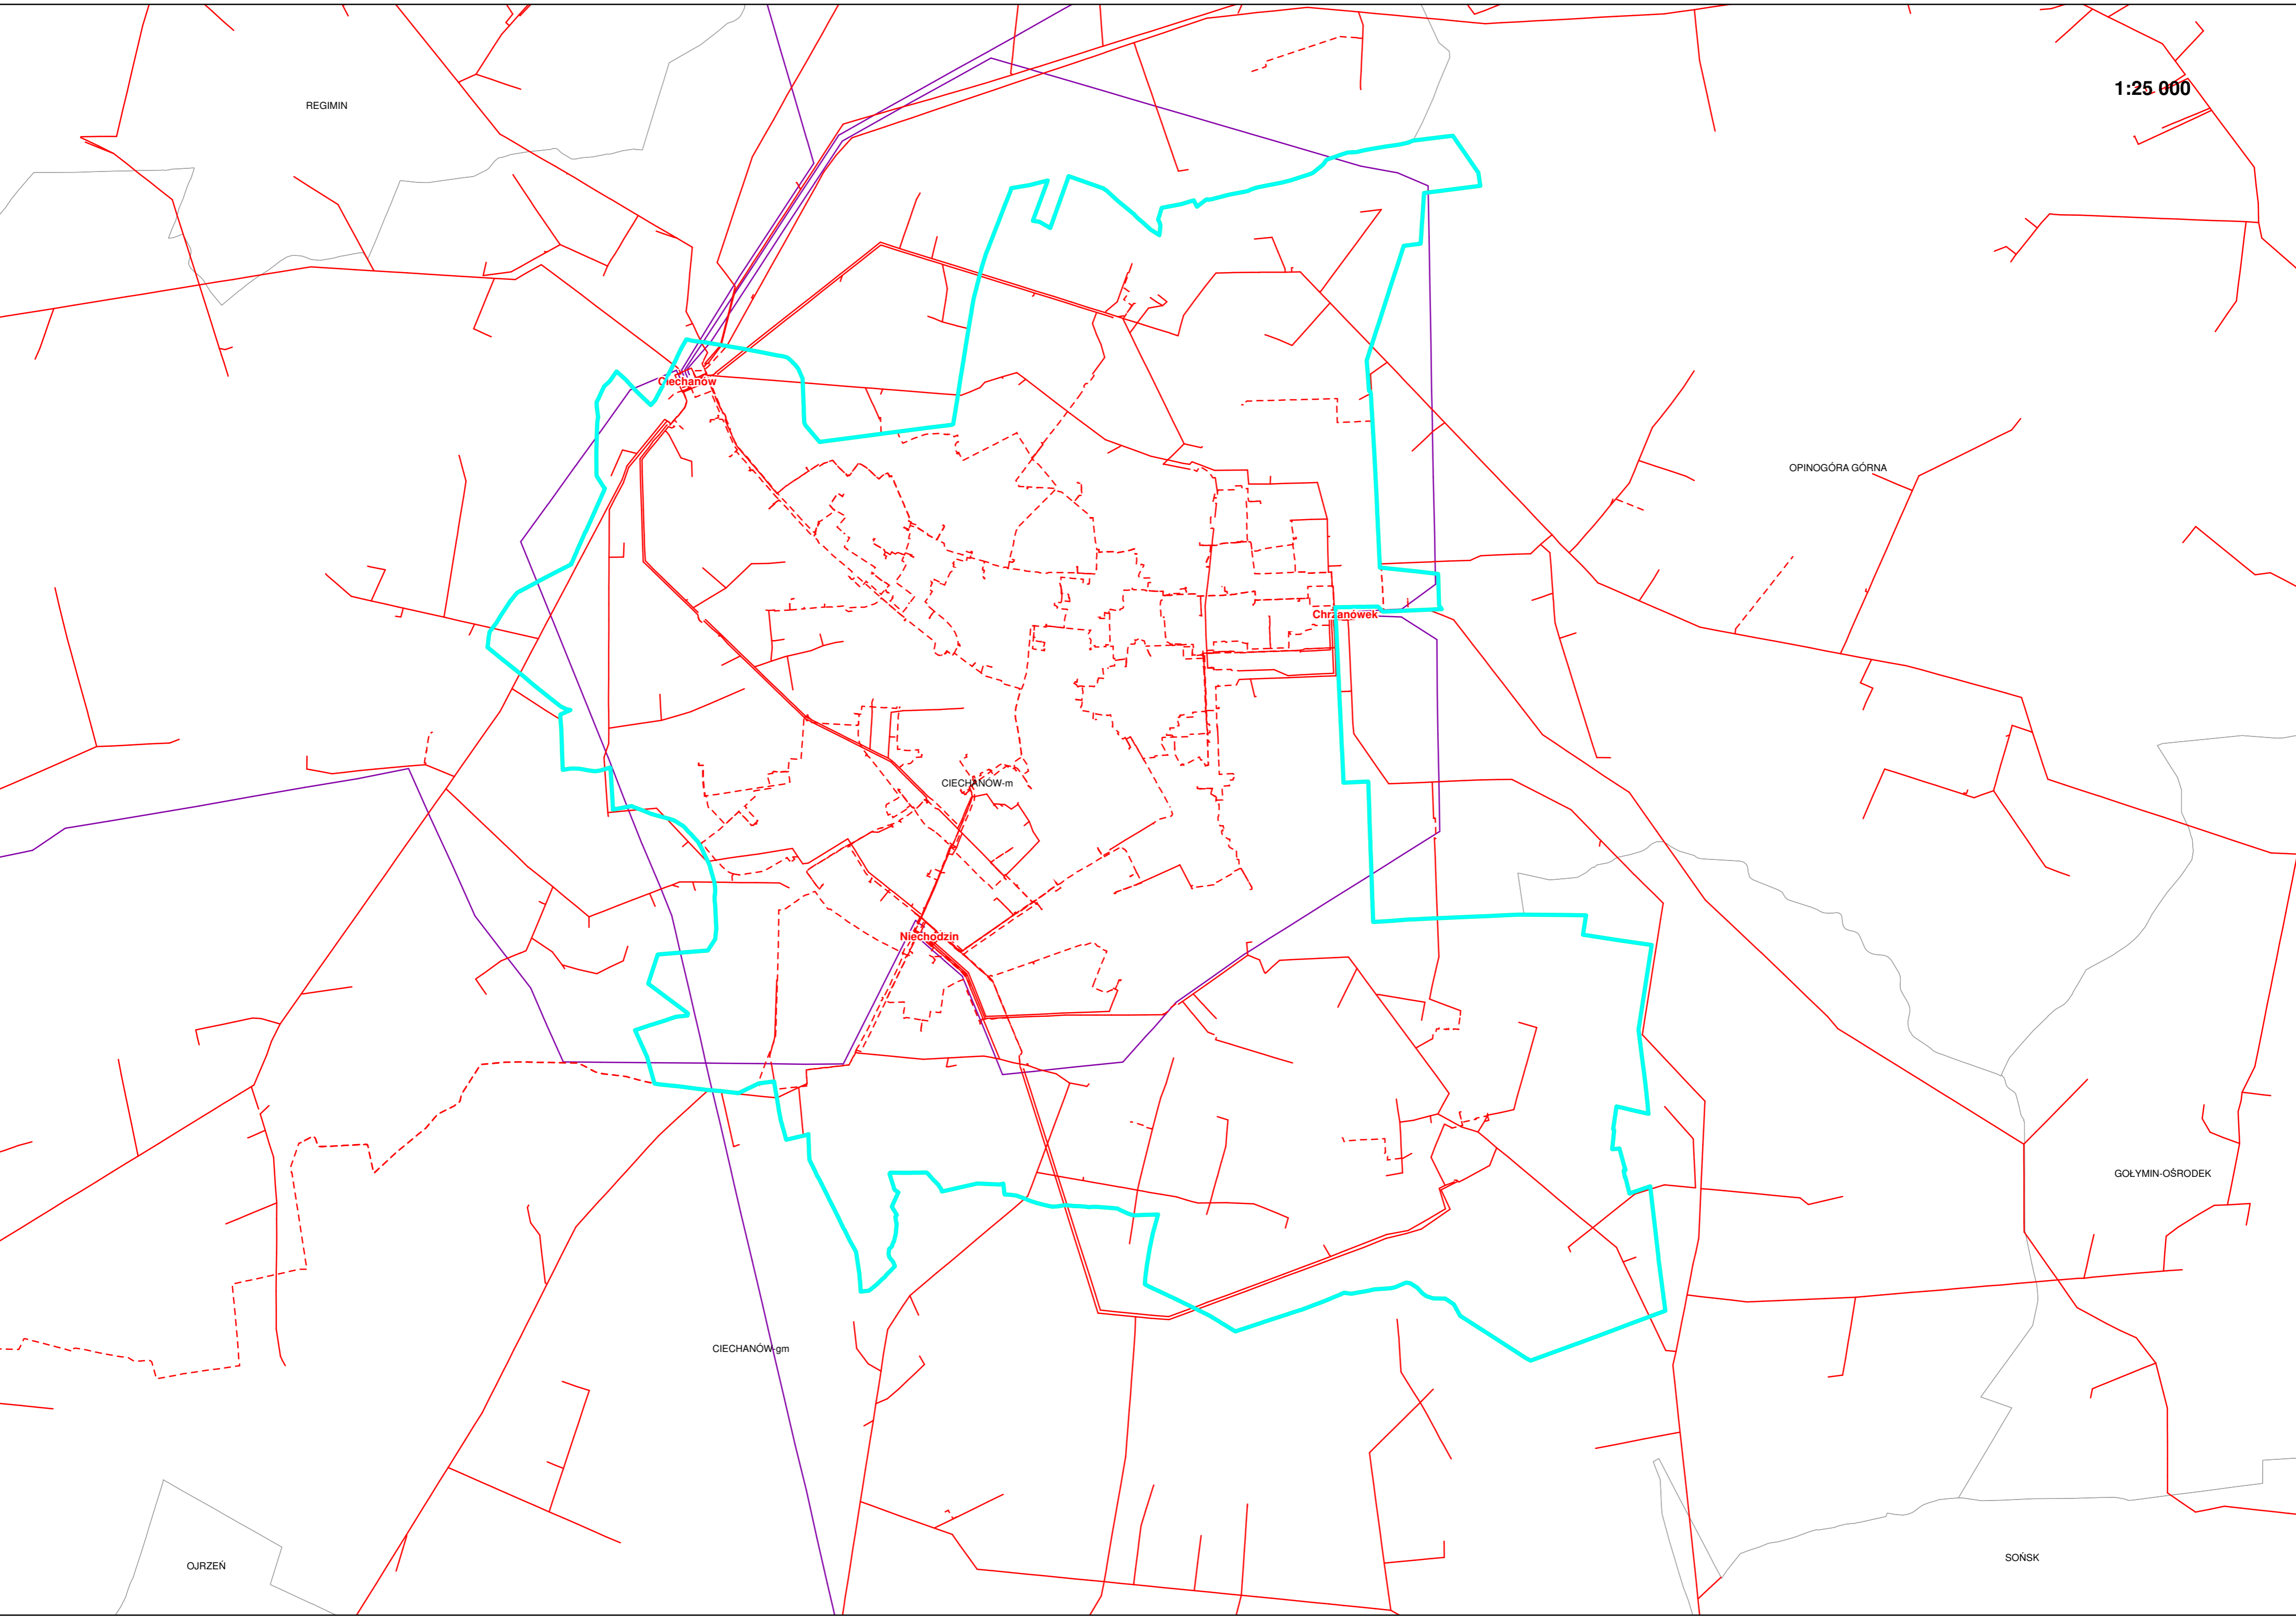 1:25 000
REGIMIN
Ciechanów
OPINOGÓRA GÓRNA
Chrzanówek
CIECHANÓW-m
Niechodzin
GOŁYMIN-OŚRODEK
CIECHANÓW-gm
SOŃSK
OJRZEŃ